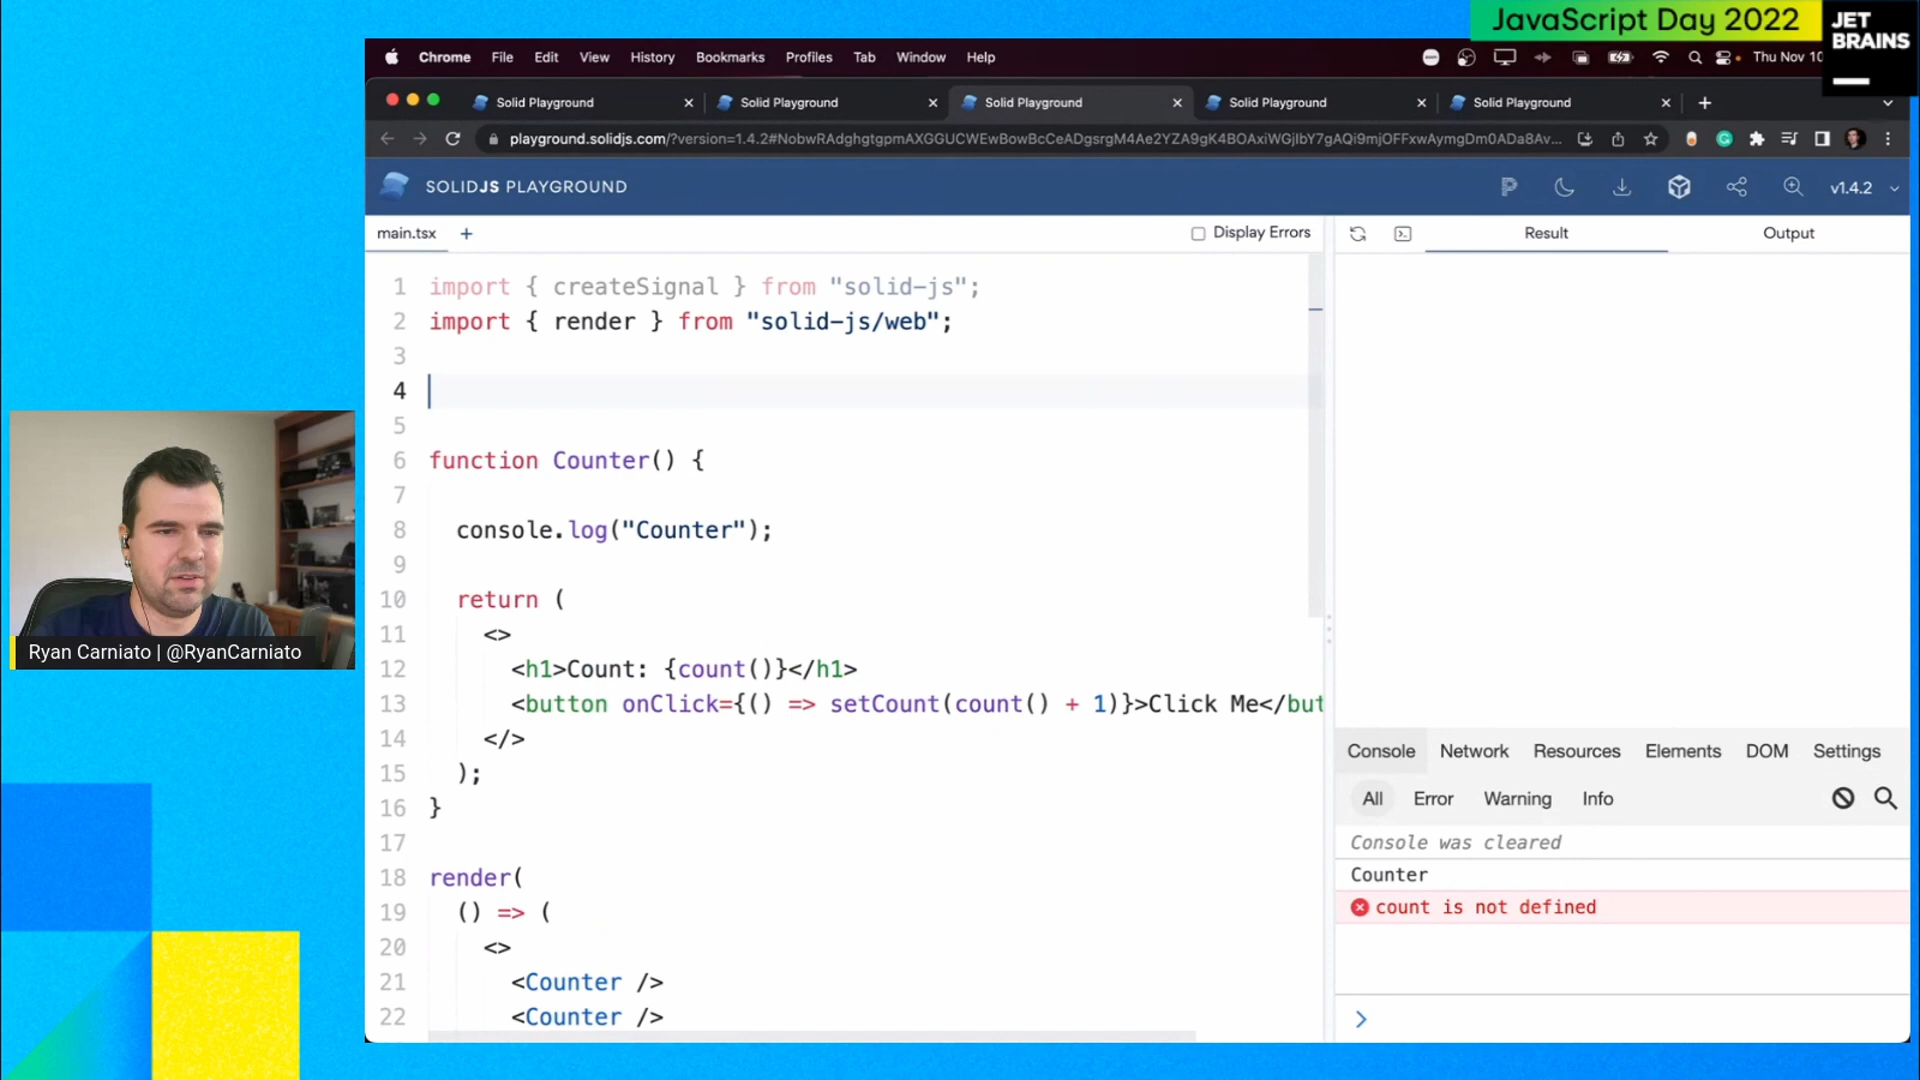 JavaScript Day 2022
JET
BRAINS
Chrome File Edit View History Bookmarks Profiles Tab Window Help
Thu Nov 10
Solid Playground
Solid Playground
Solid Playground
Solid Playground
Solid Playground
playground.solidjs.com/?version=1.4.2#NobwRAdghgtgpmAXGGUCWEwBowBcCeADgsrgM4Ae2YZA9gK4BOAxiWGjlbY7gAQi9mjOFFxwAymgDm0ADa8Av...
SOLIDJS PLAYGROUND
v1.4.2
main.tsx +
Display Errors
Result
Output
1 import { createSignal } from "solid-js";
2 import { render } from "solid-js/web";
3
4
5
6 function Counter() {
7
8 console.log("Counter");
9
10 return (
11 <>
12 <h1>Count: {count()}</h1>
13 <button onClick={() => setCount(count() + 1)}>Click Me</but
14 </>
15 );
16 }
17
18 render(
19 () => (
20 <>
21 <Counter />
22 <Counter />
Console Network Resources Elements DOM Settings
All Error Warning Info
Console was cleared
Counter
count is not defined
>
Ryan Carniato | @RyanCarniato